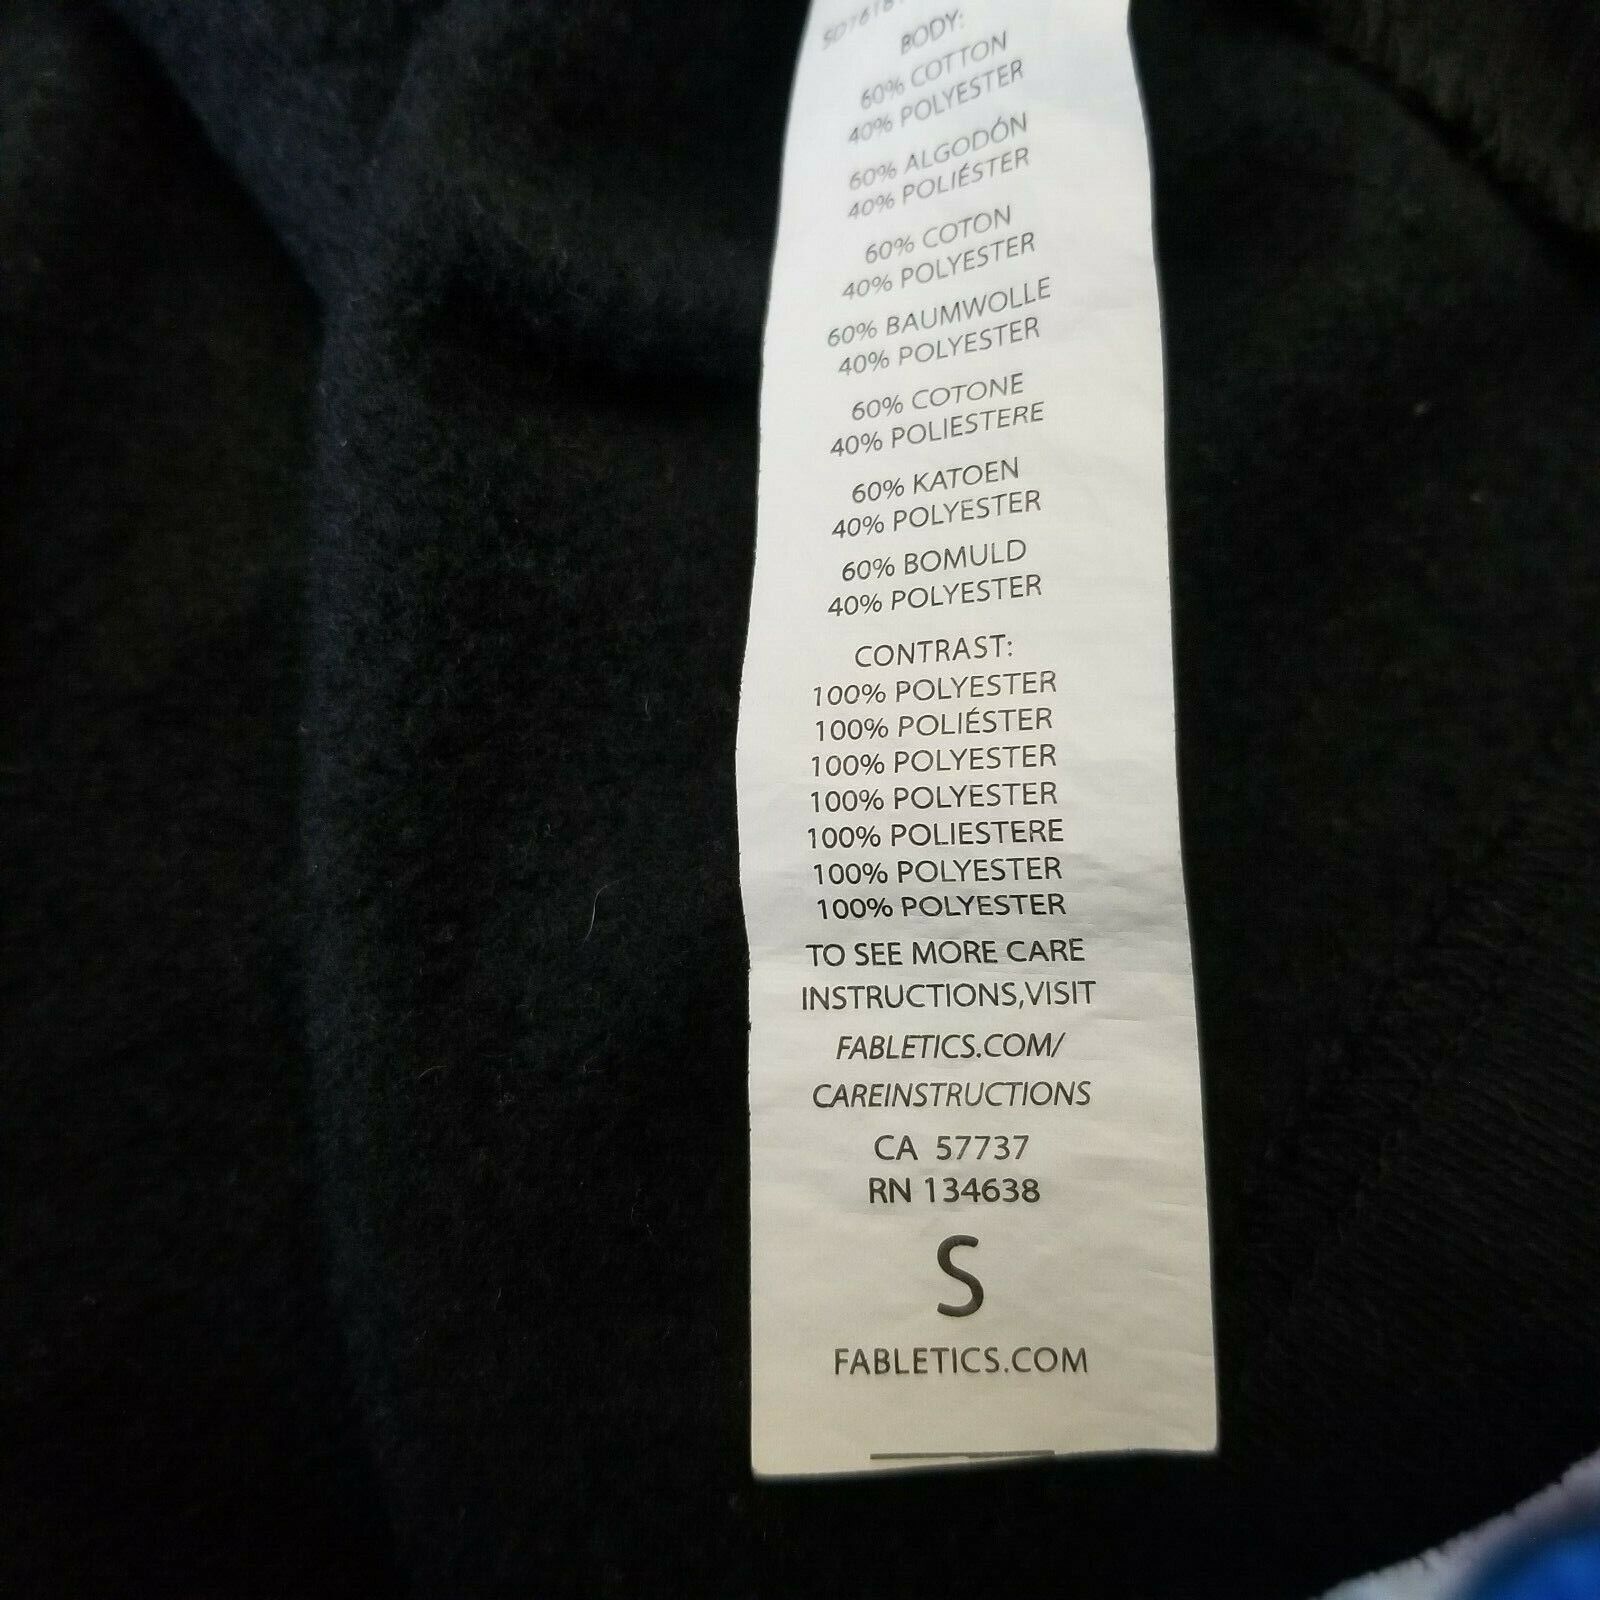 BODY:
60% COTTON
40% POLYESTER
60% ALGODÓN
40% POLIÉSTER
60% COTON
40% POLYESTER
60% BAUMWOLLE
40% POLYESTER
60% COTONE
40% POLIESTERE
60% KATOEN
40% POLYESTER
60% BOMULD
40% POLYESTER
CONTRAST:
100% POLYESTER
100% POLIÉSTER
100% POLYESTER
100% POLYESTER
100% POLIESTERE
100% POLYESTER
100% POLYESTER
TO SEE MORE CARE
INSTRUCTIONS,VISIT
FABLETICS.COM/
CAREINSTRUCTIONS
CA 57737
RN 134638
S
FABLETICS.COM